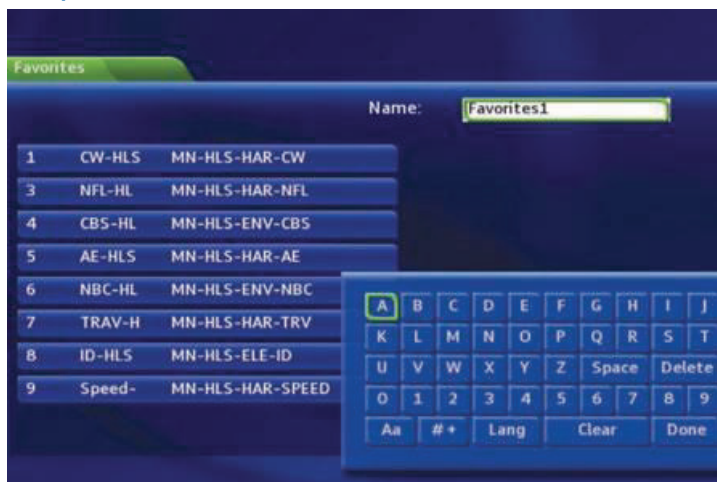 Favorites
Name: Favorites1
1 CW-HLS MN-HLS-HAR-CW
3 NFL-HL MN-HLS-HAR-NFL
4 CBS-HL MN-HLS-ENV-CBS
5 AE-HLS MN-HLS-HAR-AE
6 NBC-HL MN-HLS-ENV-NBC
7 TRAV-H MN-HLS-HAR-TRV
8 ID-HLS MN-HLS-ELE-ID
9 Speed- MN-HLS-HAR-SPEED
A B C D E F G H I J
K L M N O P Q R S T
U V W X Y Z Space Delete
0 1 2 3 4 5 6 7 8 9
Aa #+ Lang Clear Done